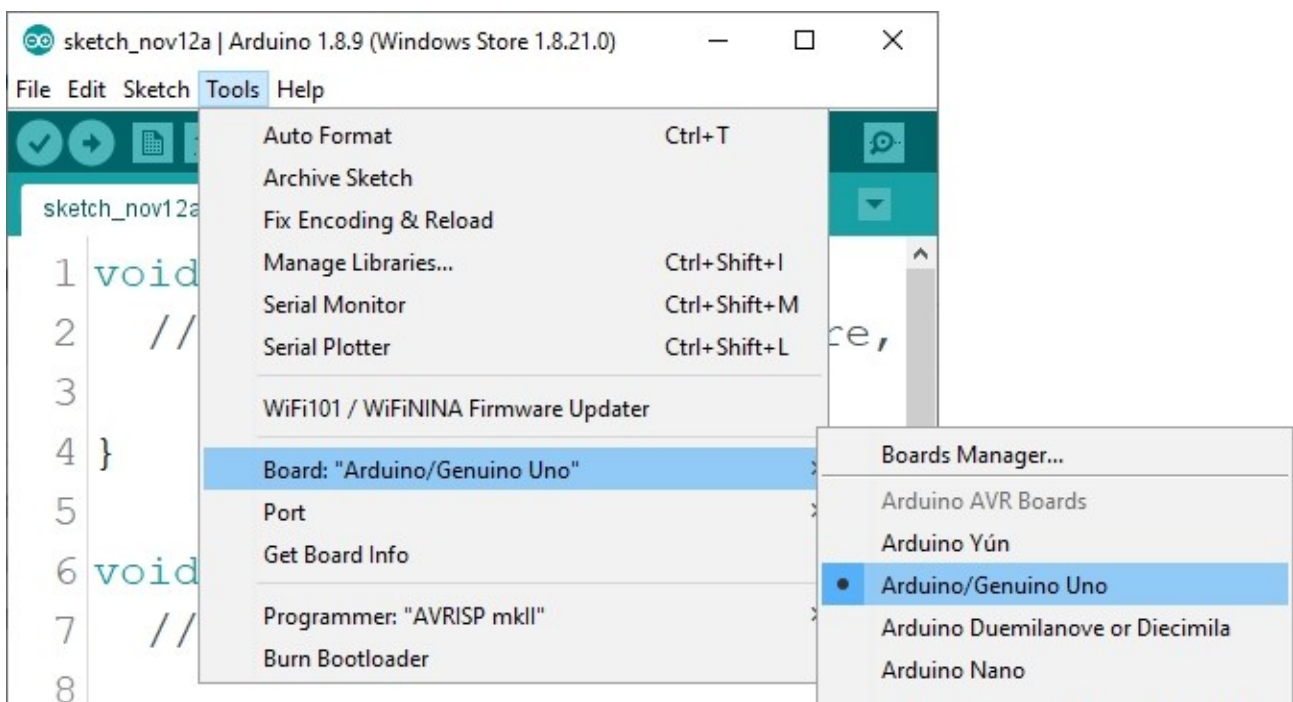 sketch_nov12a | Arduino 1.8.9 (Windows Store 1.8.21.0)
File Edit Sketch Tools Help
Auto Format Ctrl+T
Archive Sketch
sketch_nov12a
Fix Encoding & Reload
1 void
Manage Libraries... Ctrl+Shift+I
Serial Monitor Ctrl+Shift+M
2 // re,
Serial Plotter Ctrl+Shift+L
3
WiFi101 / WiFiNINA Firmware Updater
4 }
Board: "Arduino/Genuino Uno"
5
Port
Get Board Info
6 void
Programmer: "AVRISP mkII"
7 //
Burn Bootloader
8
Boards Manager...
Arduino AVR Boards
Arduino Yún
Arduino/Genuino Uno
Arduino Duemilanove or Diecimila
Arduino Nano